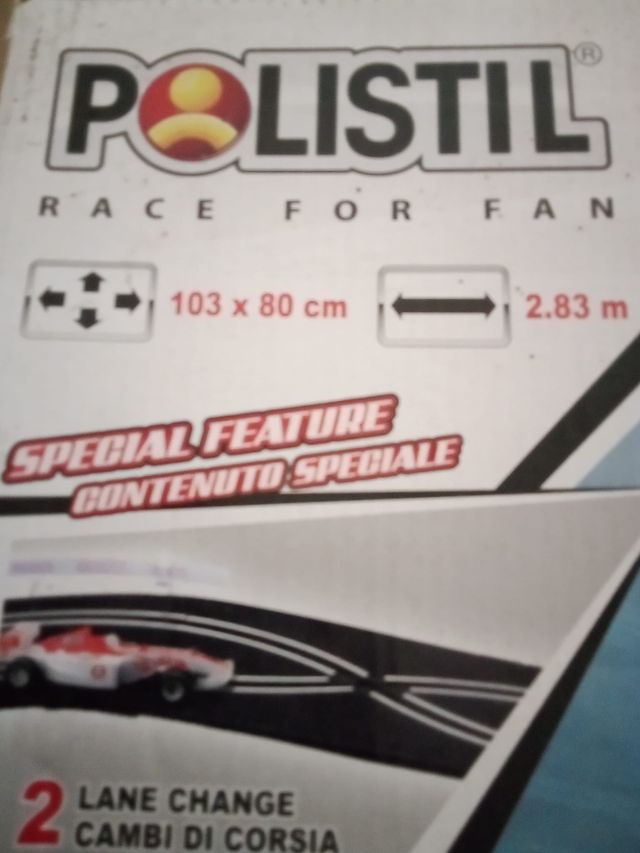 POLISTIL®
RACE FOR FAN
103 x 80 cm
2.83 m
SPECIAL FEATURE
CONTENUTO SPECIALE
2 LANE CHANGE
CAMBI DI CORSIA